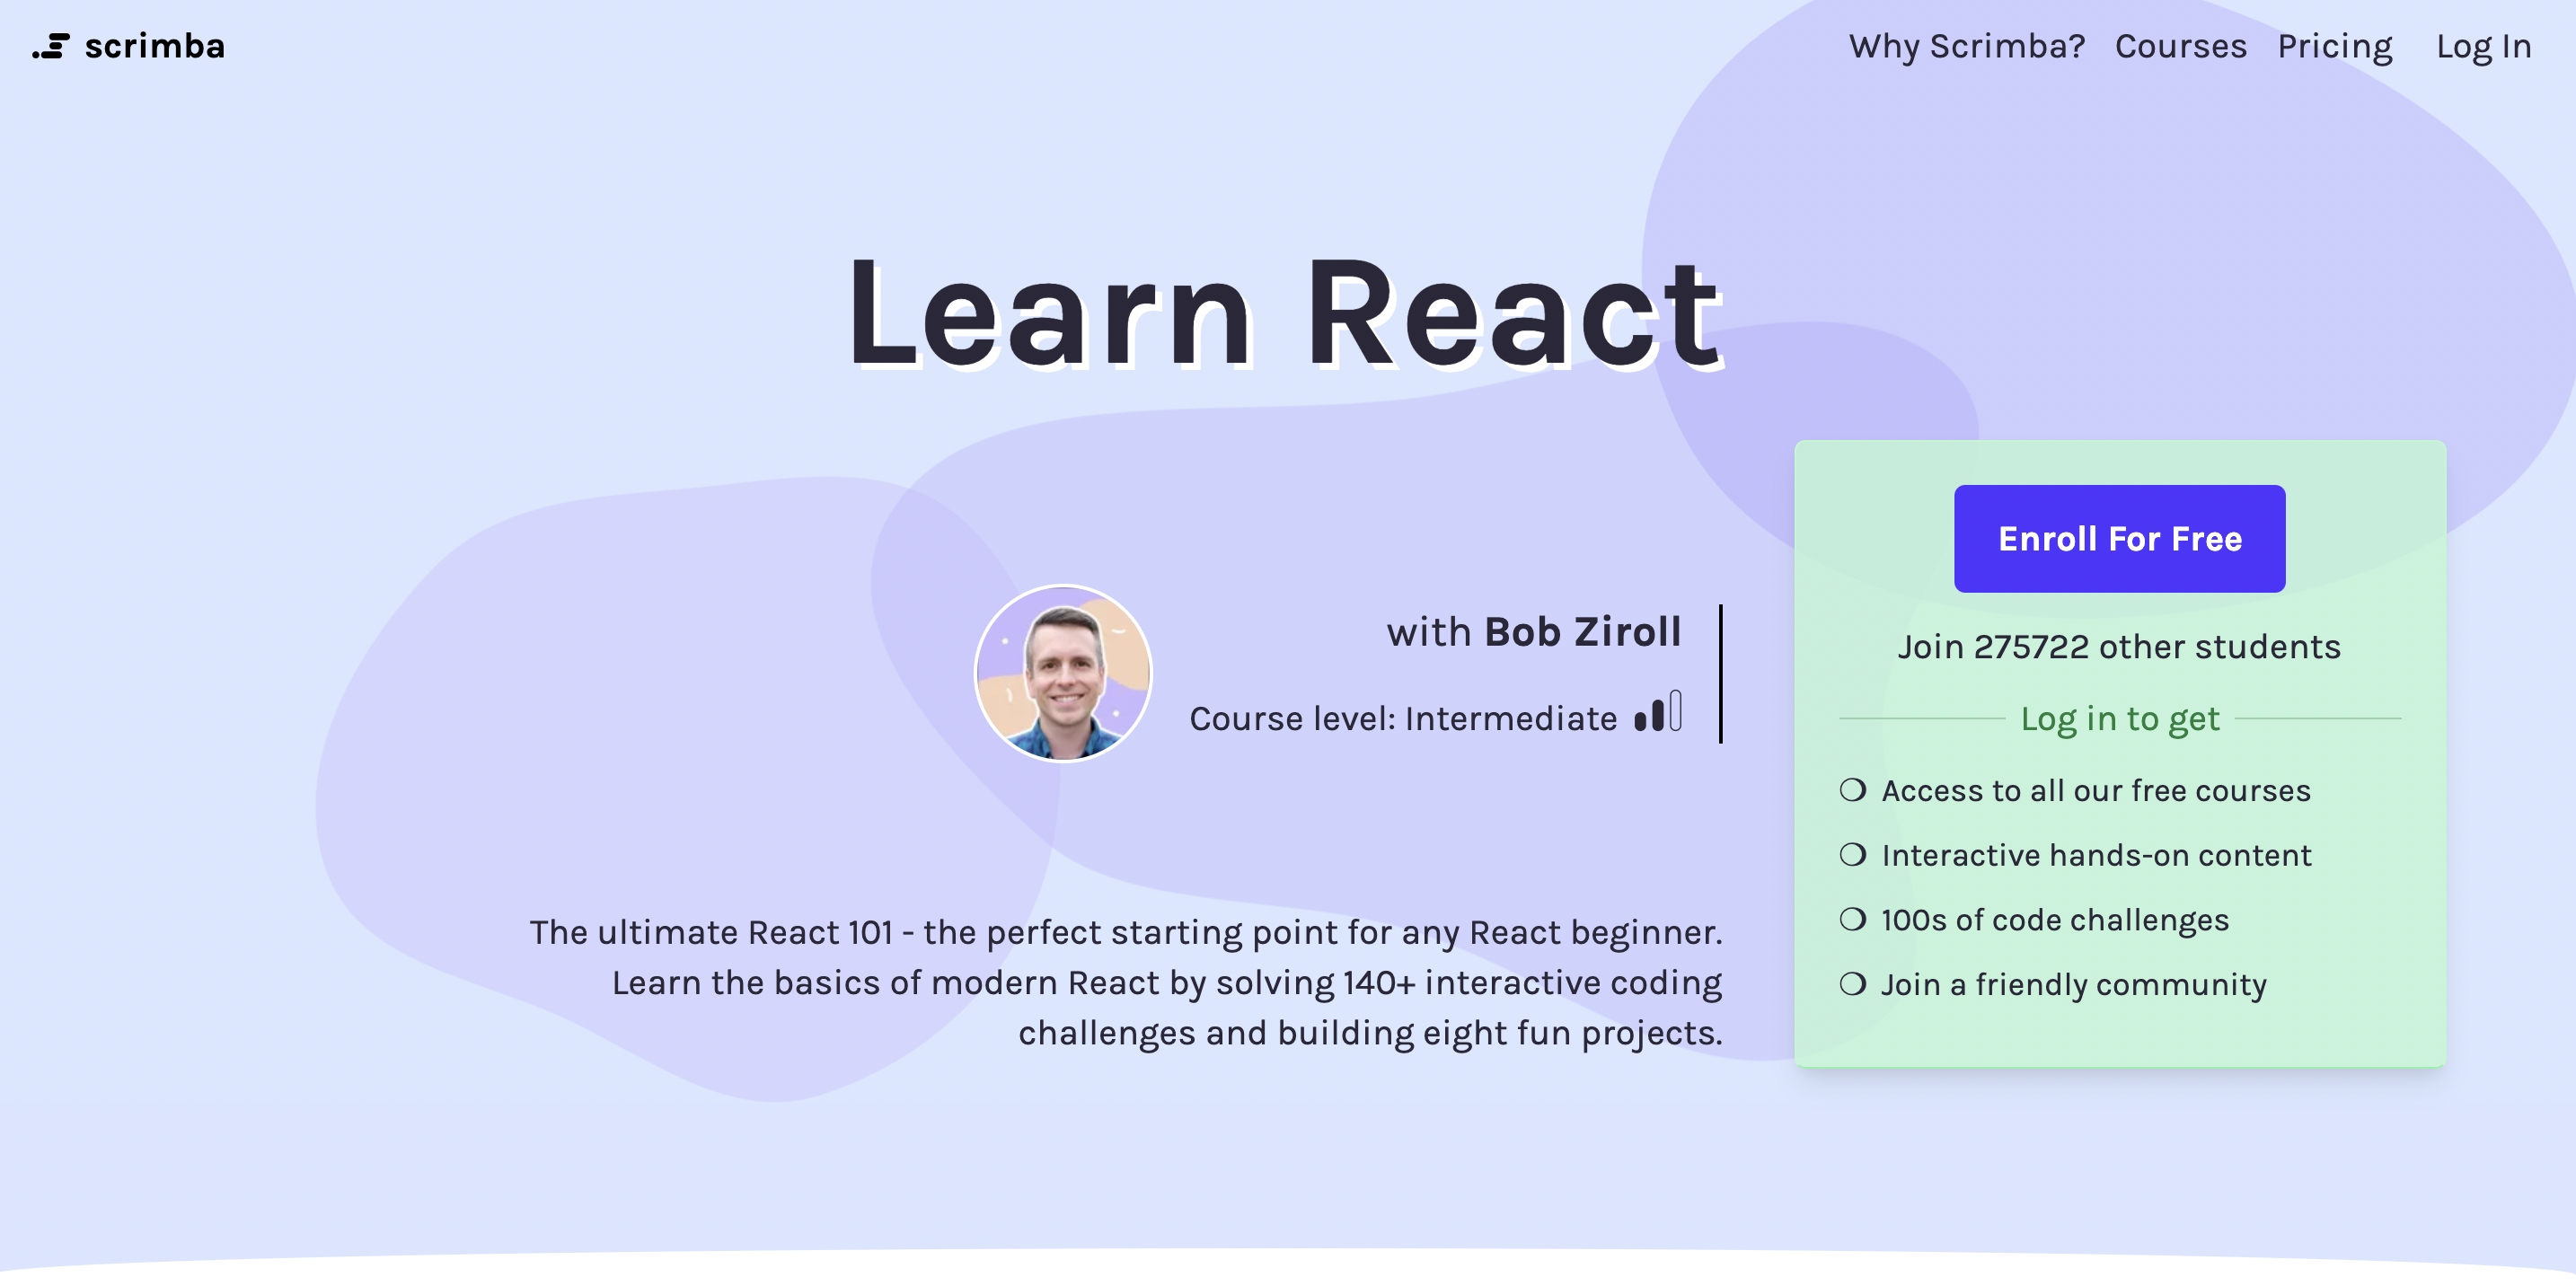 scrimba
Why Scrimba? Courses Pricing Log In
Learn React
with Bob Ziroll
Course level: Intermediate
The ultimate React 101 - the perfect starting point for any React beginner.
Learn the basics of modern React by solving 140+ interactive coding
challenges and building eight fun projects.
Enroll For Free
Join 275722 other students
Log in to get
Access to all our free courses
Interactive hands-on content
100s of code challenges
Join a friendly community